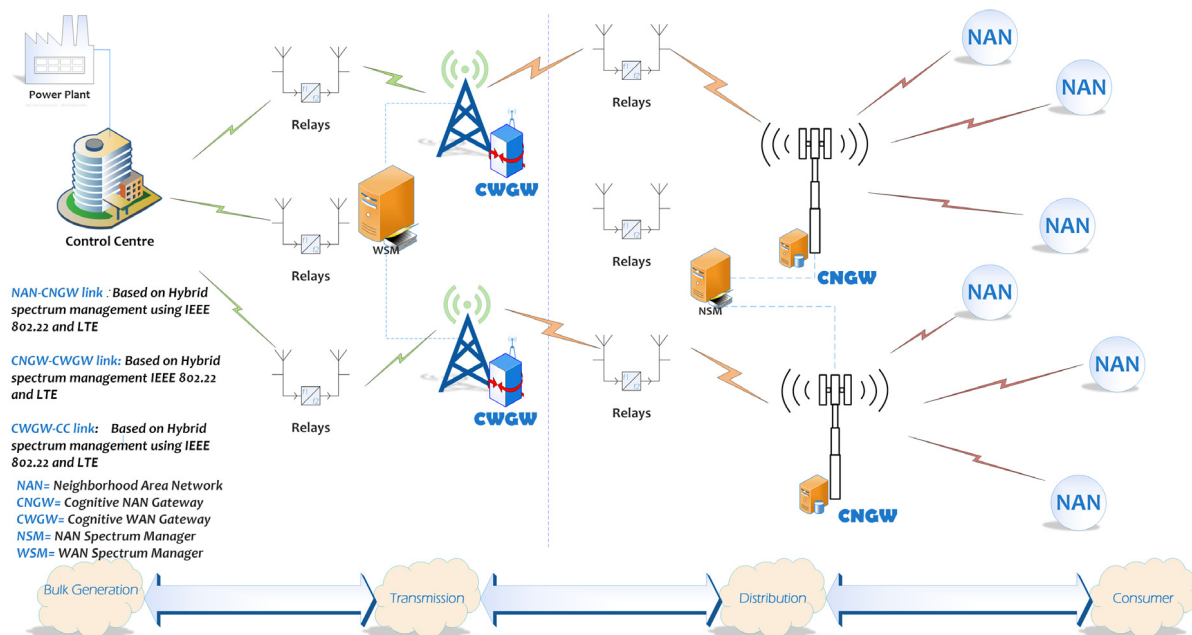 Power Plant
Control Centre
Relays
Relays
Relays
WSM
CWGW
CWGW
Relays
Relays
Relays
NSM
CNGW
CNGW
NAN
NAN
NAN
NAN
NAN
NAN
NAN-CNGW link : Based on Hybrid
spectrum management using IEEE
802.22 and LTE
CNGW-CWGW link: Based on Hybrid
spectrum management IEEE 802.22
and LTE
CWGW-CC link: Based on Hybrid
spectrum management using IEEE
802.22 and LTE
NAN= Neighborhood Area Network
CNGW= Cognitive NAN Gateway
CWGW= Cognitive WAN Gateway
NSM= NAN Spectrum Manager
WSM= WAN Spectrum Manager
Bulk Generation
Transmission
Distribution
Consumer